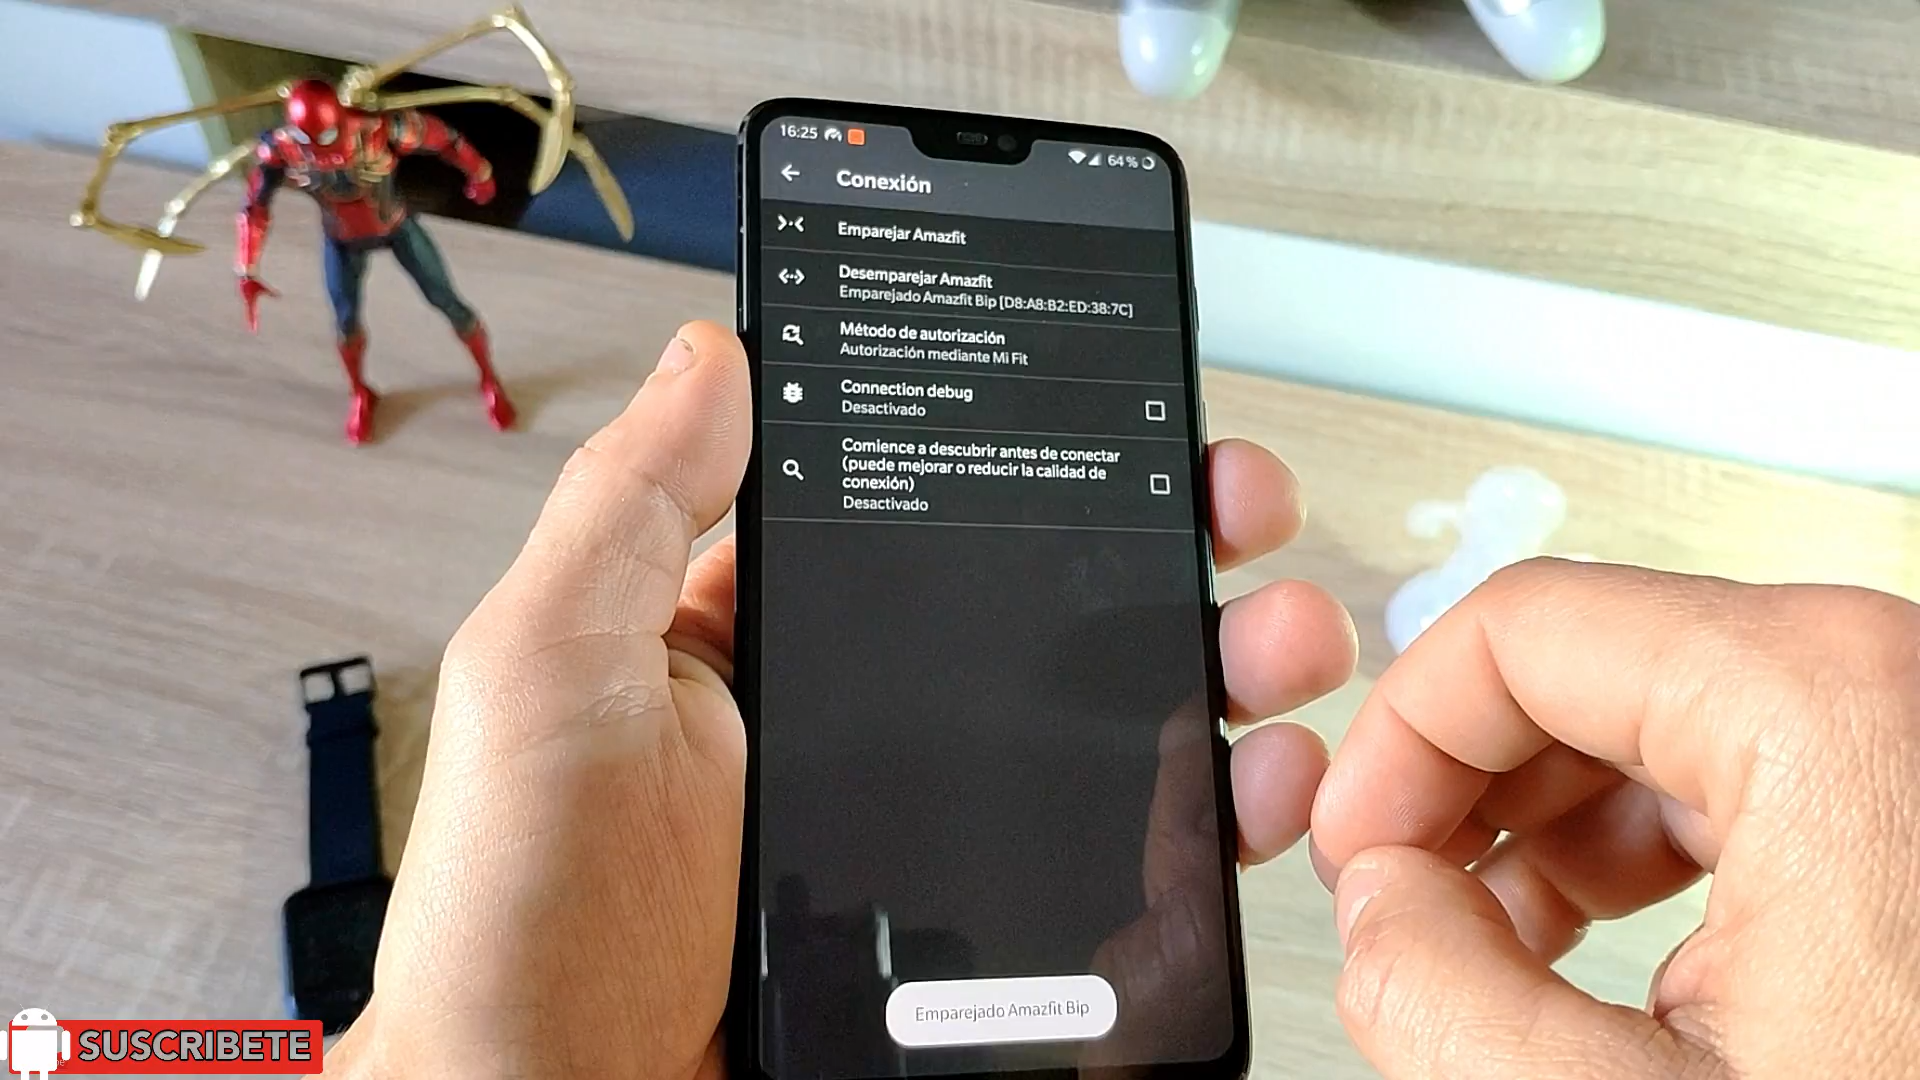 16:25
64 %
Conexión
Emparejar Amazfit
Desemparejar Amazfit
Emparejado Amazfit Bip [D8:A8:B2:ED:38:7C]
Método de autorización
Autorización mediante Mi Fit
Connection debug
Desactivado
Comience a descubrir antes de conectar
(puede mejorar o reducir la calidad de
conexión)
Desactivado
Emparejado Amazfit Bip
SUSCRIBETE